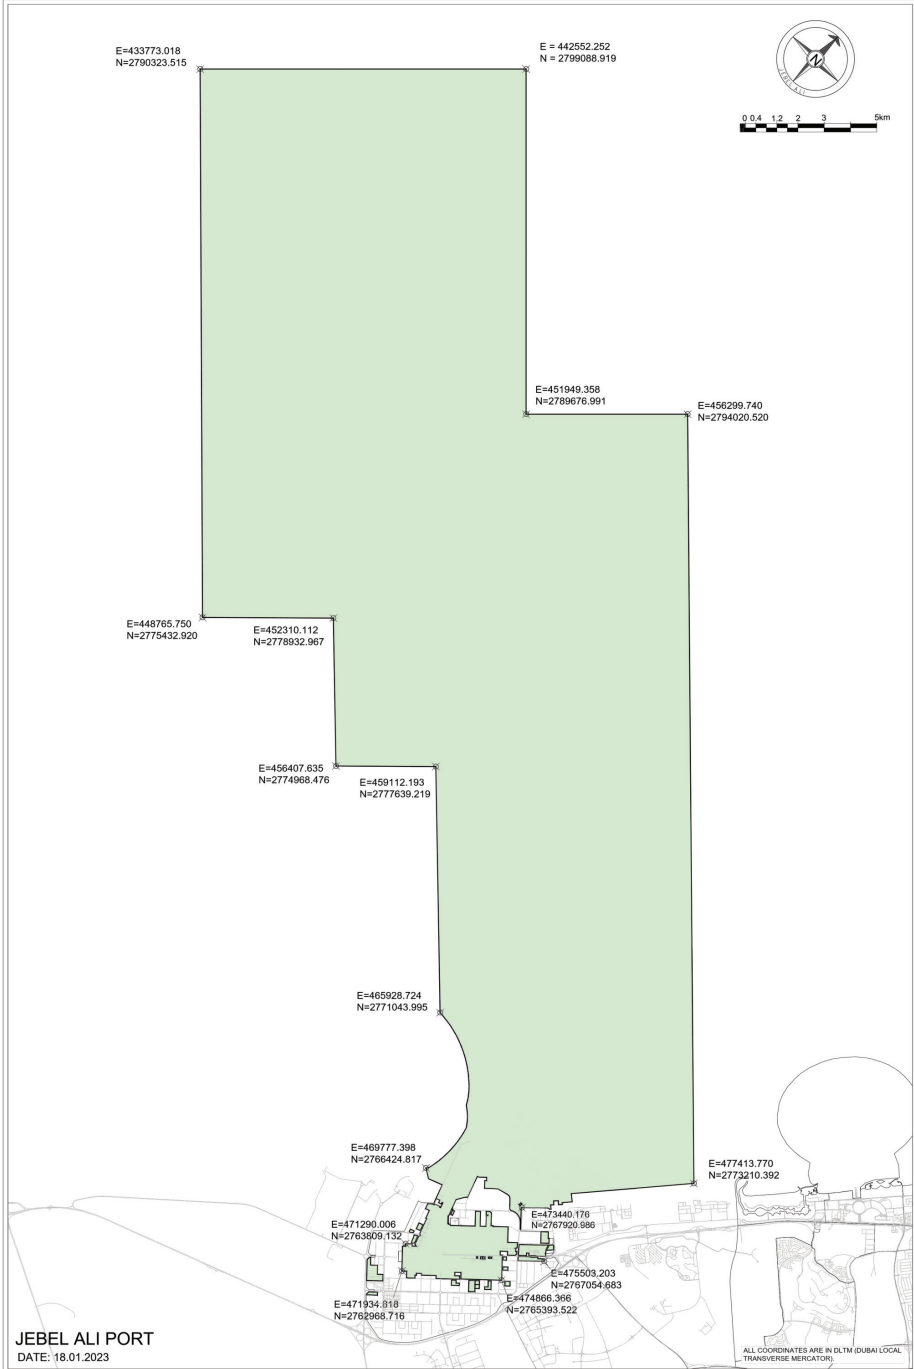 E=433773.018
N=2790323.515
E = 442552.252
N = 2799088.919
N
JEBEL ALI
0 0.4 1.2 2 3 5km
E=451949.358
N=2789676.991
E=456299.740
N=2794020.520
E=448765.750
N=2775432.920
E=452310.112
N=2778932.967
E=456407.635
N=2774968.476
E=459112.193
N=2777639.219
E=465928.724
N=2771043.995
E=469777.398
N=2766424.817
E=477413.770
N=2773210.392
E=473440.176
N=2767920.986
E=471290.006
N=2763809.132
E=475503.203
N=2767054.683
E=474866.366
N=2765393.522
E=471934.818
N=2762968.716
JEBEL ALI PORT
DATE: 18.01.2023
ALL COORDINATES ARE IN DLTM (DUBAI LOCAL
TRANSVERSE MERCATOR).